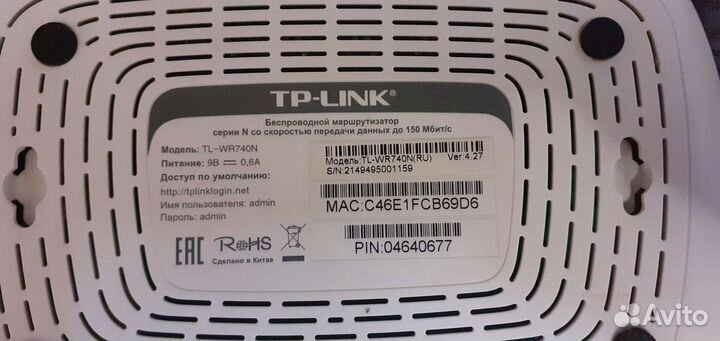 TP-LINK®
Беспроводной маршрутизатор
серии N со скоростью передачи данных до 150 Мбит/с
Модель: TL-WR740N
Питание: 9В ⎓ 0,6А
Доступ по умолчанию:
http://tplinklogin.net
Имя пользователя: admin
Пароль: admin
Модель:TL-WR740N(RU) Ver:4.27
S/N:2149495001159
MAC:C46E1FCB69D6
PIN:04640677
EAC RoHS
Сделано в Китае
Avito